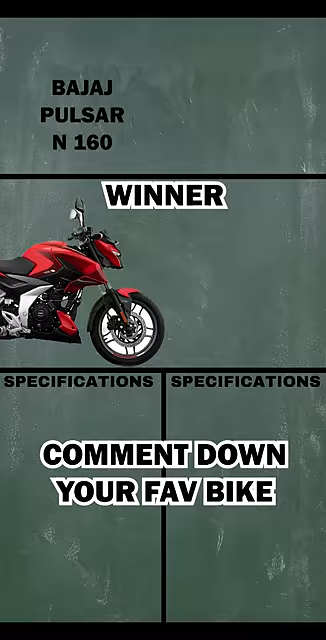 BAJAJ
PULSAR
N 160
WINNER
SPECIFICATIONS
SPECIFICATIONS
COMMENT DOWN
YOUR FAV BIKE